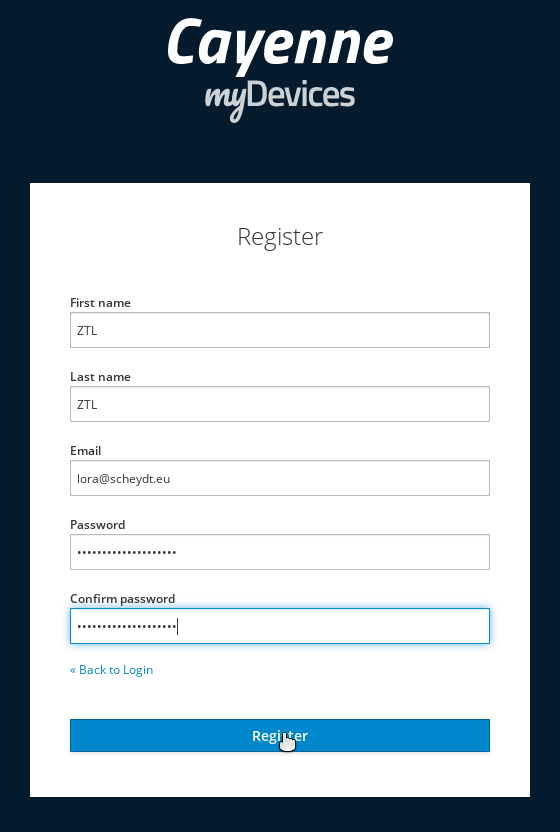 Cayenne
myDevices
Register
First name
ZTL
Last name
ZTL
Email
lora@scheydt.eu
Password
••••••••••••••••••••
Confirm password
••••••••••••••••••••
« Back to Login
Register